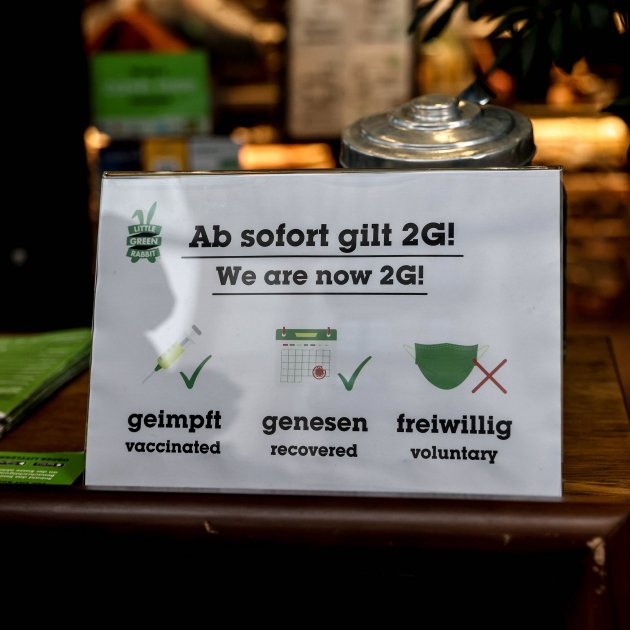 LITTLE
GREEN
RABBIT
Ab sofort gilt 2G!
We are now 2G!
geimpft
vaccinated
genesen
recovered
freiwillig
voluntary